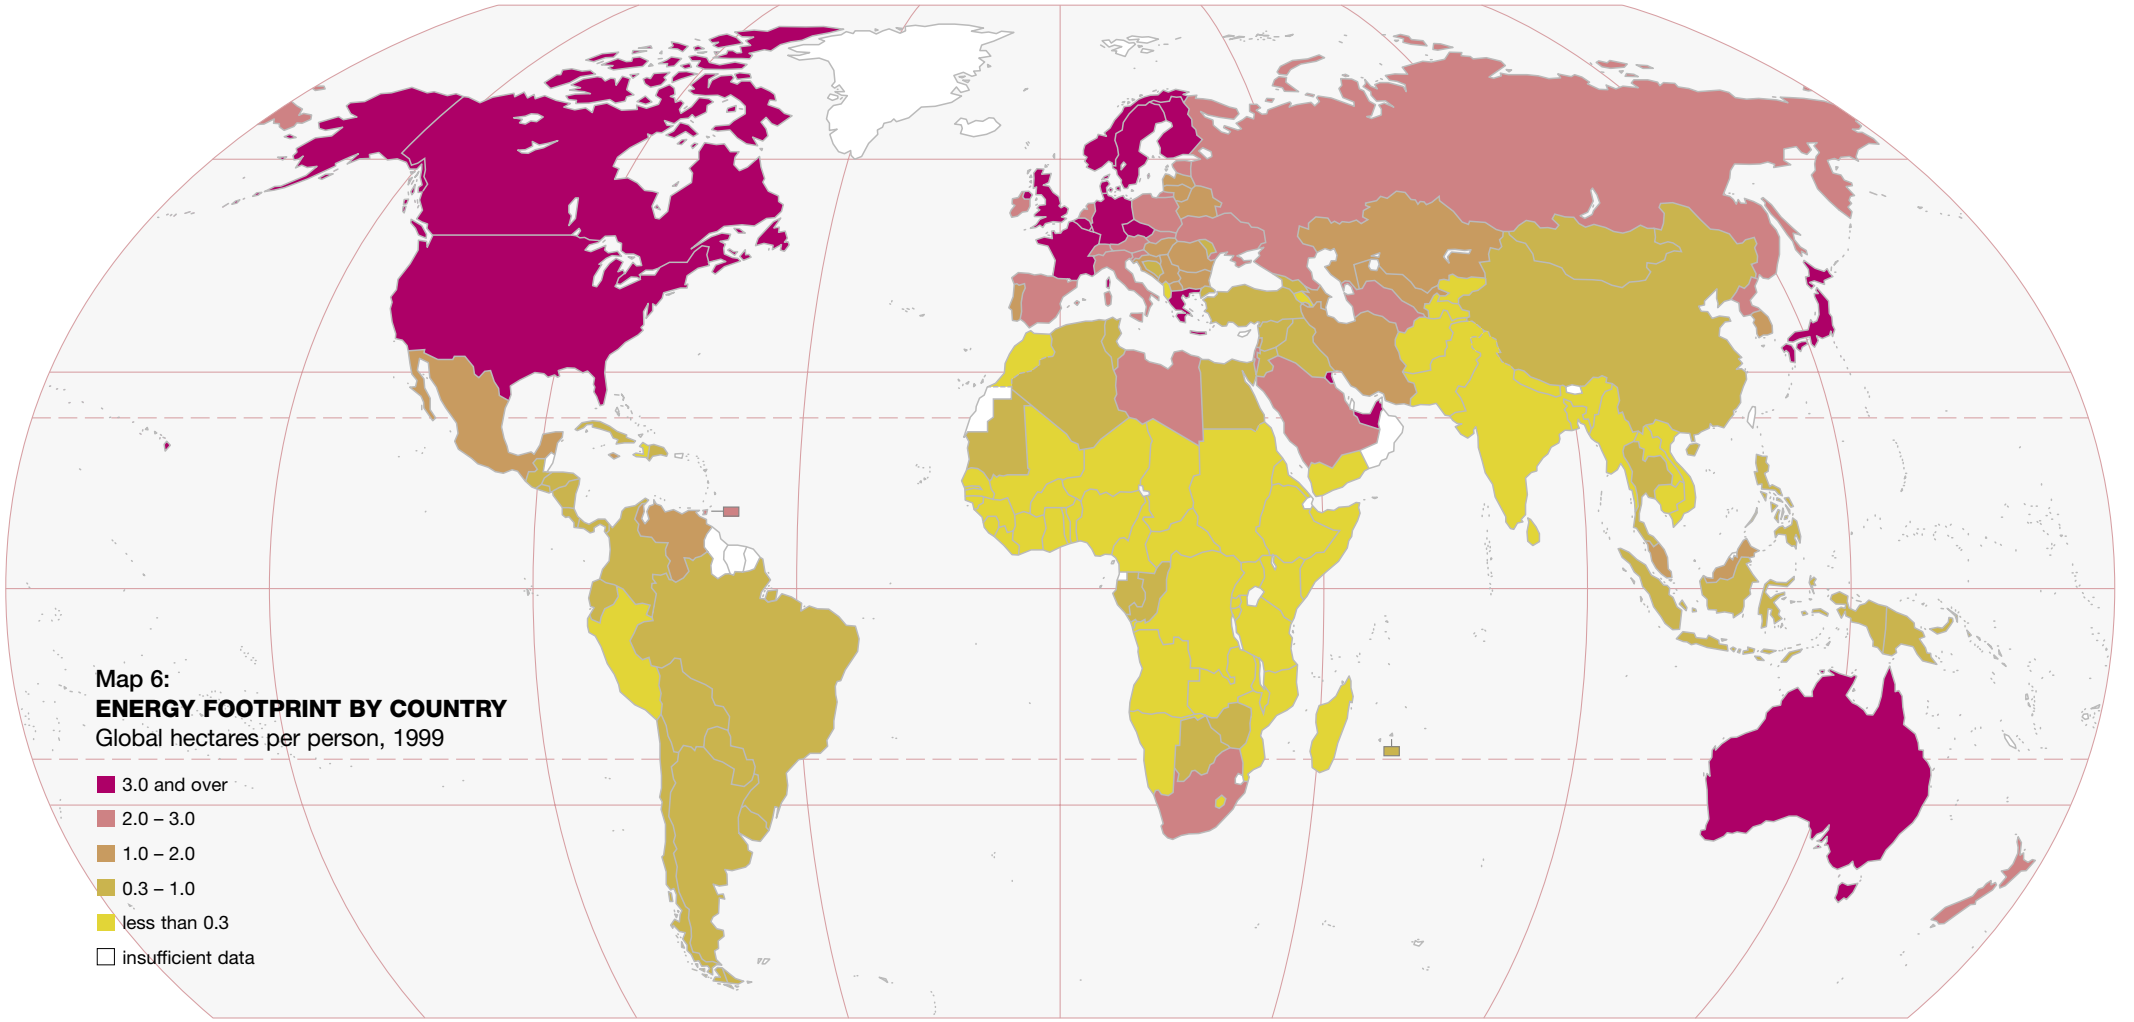 Map 6:
ENERGY FOOTPRINT BY COUNTRY
Global hectares per person, 1999
3.0 and over
2.0 – 3.0
1.0 – 2.0
0.3 – 1.0
less than 0.3
insufficient data